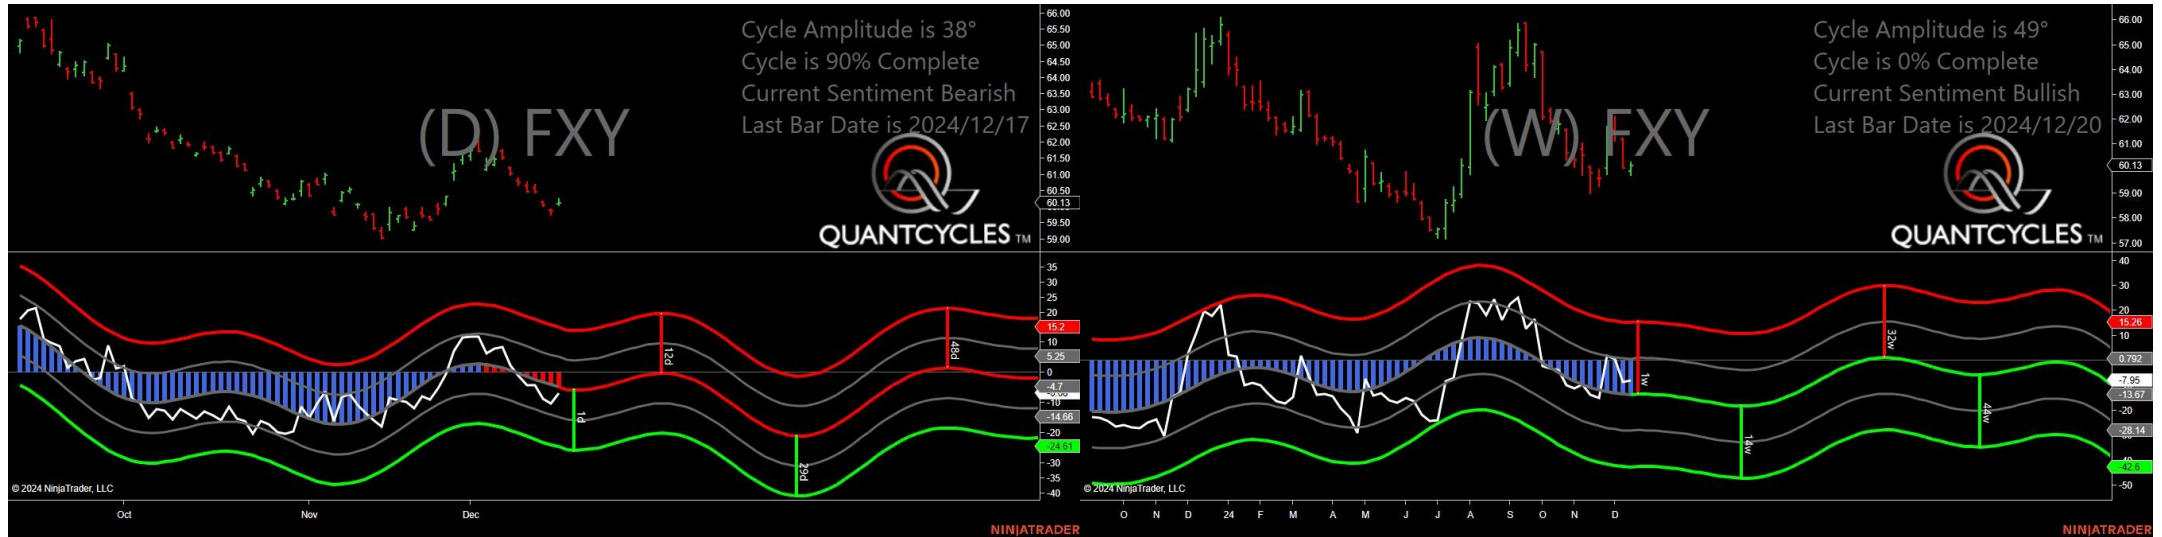 Cycle Amplitude is 38°
Cycle is 90% Complete
Current Sentiment Bearish
Last Bar Date is 2024/12/17
(D) FXY
QUANTCYCLES TM
66.00
65.50
65.00
64.50
64.00
63.50
63.00
62.50
62.00
61.50
61.00
60.50
60.13
59.50
59.00
35
30
25
20
15.2
5.25
0
-4.7
-14.66
-20
-24.61
-30
-35
-40
12d
48d
1d
29d
© 2024 NinjaTrader, LLC
Oct Nov Dec
NINJATRADER
Cycle Amplitude is 49°
Cycle is 0% Complete
Current Sentiment Bullish
Last Bar Date is 2024/12/20
(W) FXY
QUANTCYCLES TM
66.00
65.00
64.00
63.00
62.00
61.00
60.13
59.00
58.00
57.00
40
30
20
15.26
10
0.792
-7.95
-13.67
-20
-28.14
-42.6
-50
32w
1w
44w
14w
© 2024 NinjaTrader, LLC
O N D 24 F M A M J J A S O N D
NINJATRADER